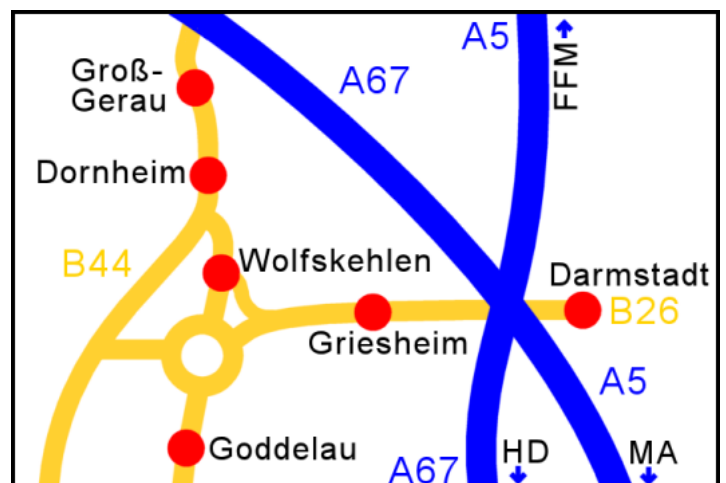 A5
FFM
A67
Groß-
Gerau
Dornheim
B44
Wolfskehlen
Darmstadt
B26
Griesheim
A5
Goddelau
A67
HD
MA